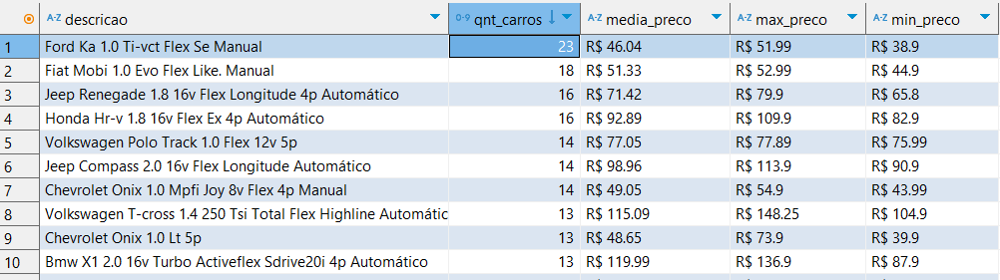 A-Z descricao 0-9 qnt_carros A-Z media_preco A-Z max_preco A-Z min_preco
1 Ford Ka 1.0 Ti-vct Flex Se Manual 23 R$ 46.04 R$ 51.99 R$ 38.9
2 Fiat Mobi 1.0 Evo Flex Like. Manual 18 R$ 51.33 R$ 52.99 R$ 44.9
3 Jeep Renegade 1.8 16v Flex Longitude 4p Automático 16 R$ 71.42 R$ 79.9 R$ 65.8
4 Honda Hr-v 1.8 16v Flex Ex 4p Automático 16 R$ 92.89 R$ 109.9 R$ 82.9
5 Volkswagen Polo Track 1.0 Flex 12v 5p 14 R$ 77.05 R$ 77.89 R$ 75.99
6 Jeep Compass 2.0 16v Flex Longitude Automático 14 R$ 98.96 R$ 113.9 R$ 90.9
7 Chevrolet Onix 1.0 Mpfi Joy 8v Flex 4p Manual 14 R$ 49.05 R$ 54.9 R$ 43.99
8 Volkswagen T-cross 1.4 250 Tsi Total Flex Highline Automátic 13 R$ 115.09 R$ 148.25 R$ 104.9
9 Chevrolet Onix 1.0 Lt 5p 13 R$ 48.65 R$ 73.9 R$ 39.9
10 Bmw X1 2.0 16v Turbo Activeflex Sdrive20i 4p Automático 13 R$ 119.99 R$ 136.9 R$ 87.9